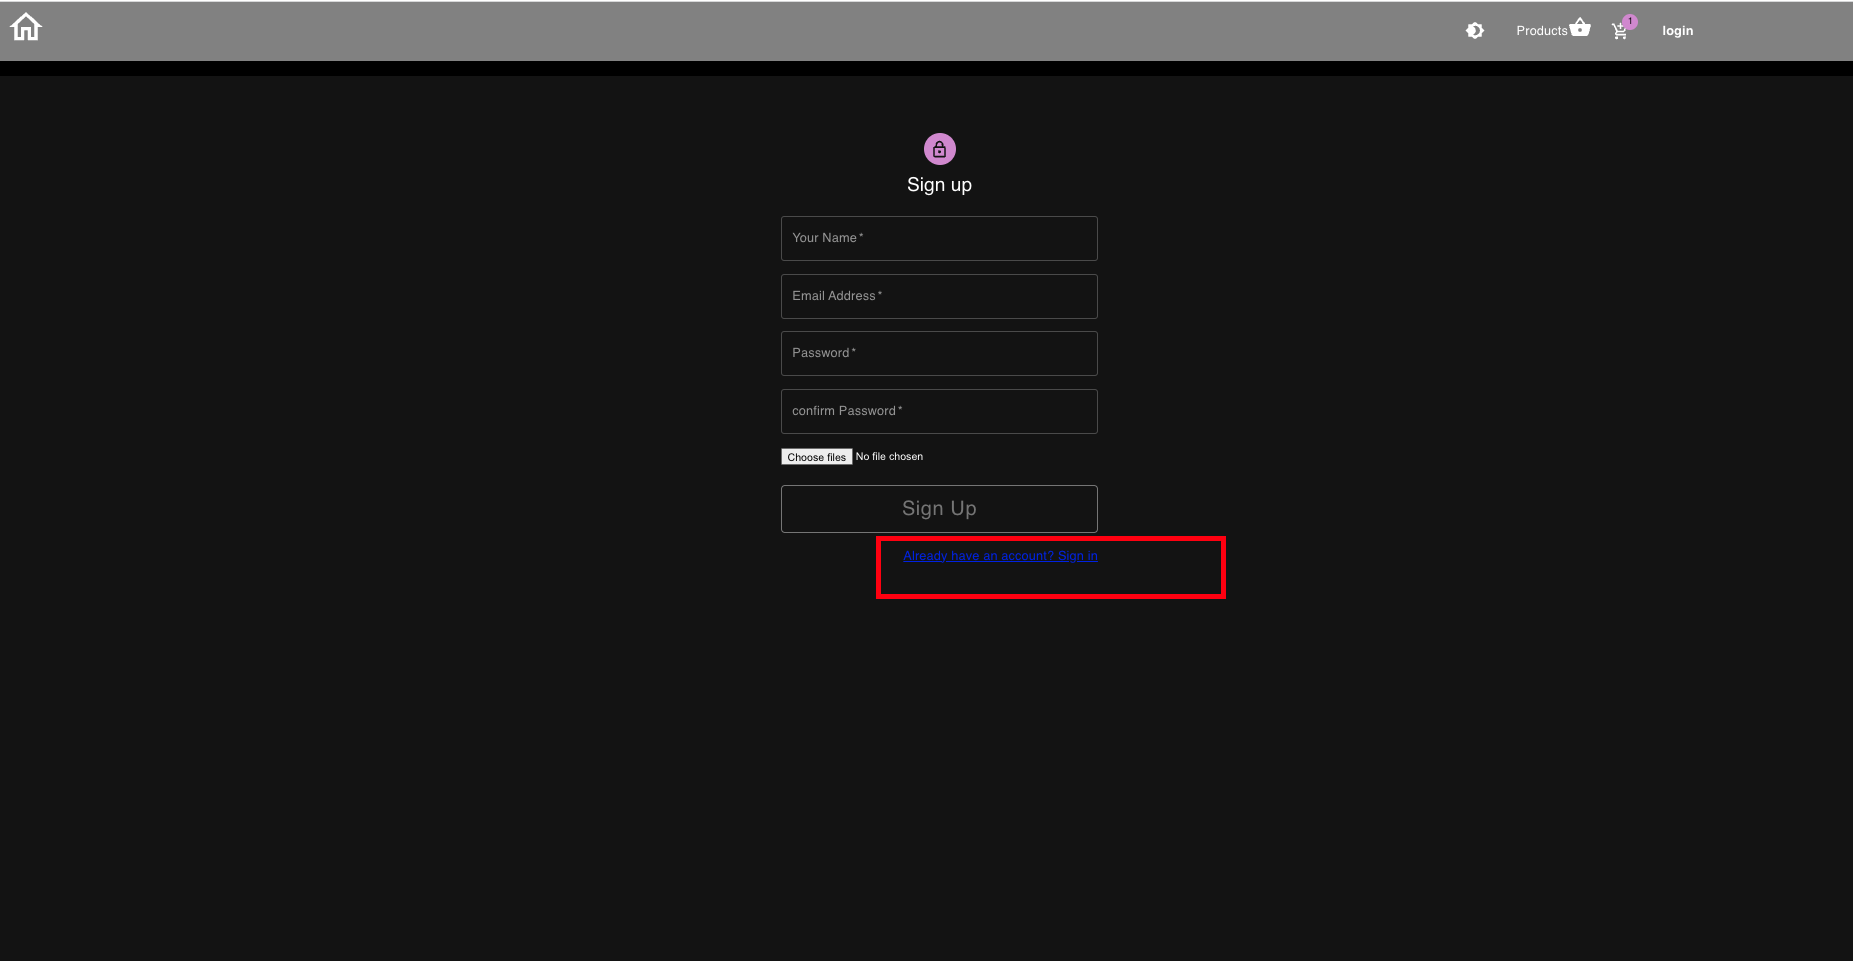 Products
1
login
Sign up
Your Name *
Email Address *
Password *
confirm Password *
Choose files No file chosen
Sign Up
Already have an account? Sign in